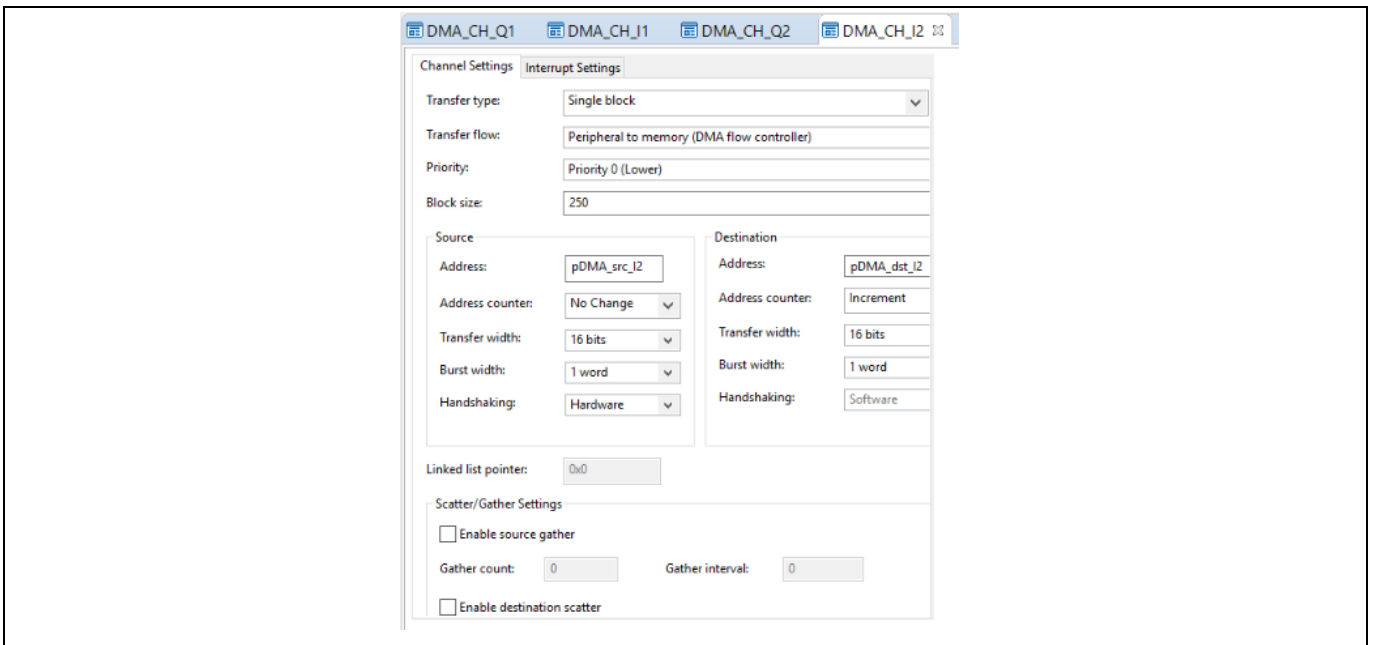 DMA_CH_Q1 DMA_CH_I1 DMA_CH_Q2 DMA_CH_I2
Channel Settings Interrupt Settings
Transfer type: Single block
Transfer flow: Peripheral to memory (DMA flow controller)
Priority: Priority 0 (Lower)
Block size: 250
Source Destination
Address: pDMA_src_I2 Address: pDMA_dst_I2
Address counter: No Change Address counter: Increment
Transfer width: 16 bits Transfer width: 16 bits
Burst width: 1 word Burst width: 1 word
Handshaking: Hardware Handshaking: Software
Linked list pointer: 0x0
Scatter/Gather Settings
Enable source gather
Gather count: 0 Gather interval: 0
Enable destination scatter